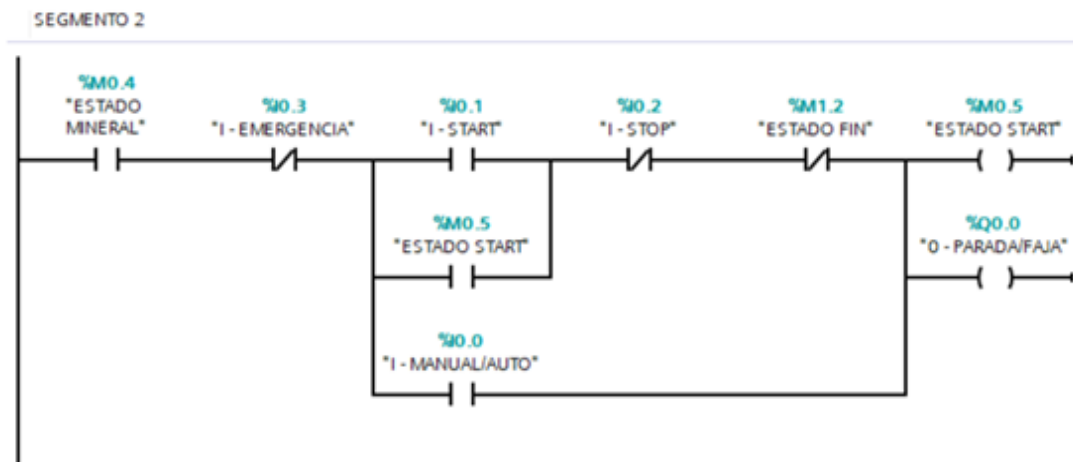 SEGMENTO 2
%M0.4
"ESTADO
MINERAL"
%I0.3
"I - EMERGENCIA"
%I0.1
"I - START"
%I0.2
"I - STOP"
%M1.2
"ESTADO FIN"
%M0.5
"ESTADO START"
%M0.5
"ESTADO START"
%Q0.0
"0 - PARADA/FAJA"
%I0.0
"I - MANUAL/AUTO"